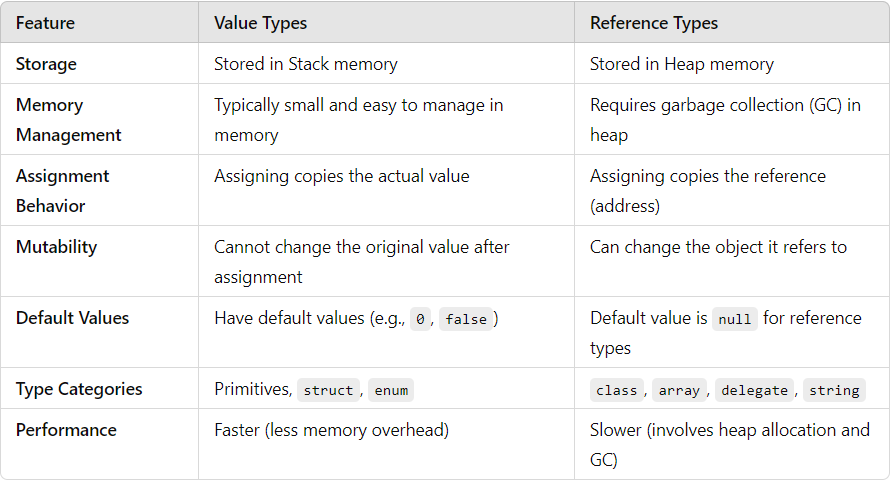 Feature Value Types Reference Types
Storage Stored in Stack memory Stored in Heap memory
Memory Management Typically small and easy to manage in memory Requires garbage collection (GC) in heap
Assignment Behavior Assigning copies the actual value Assigning copies the reference (address)
Mutability Cannot change the original value after assignment Can change the object it refers to
Default Values Have default values (e.g., 0, false) Default value is null for reference types
Type Categories Primitives, struct, enum class, array, delegate, string
Performance Faster (less memory overhead) Slower (involves heap allocation and GC)